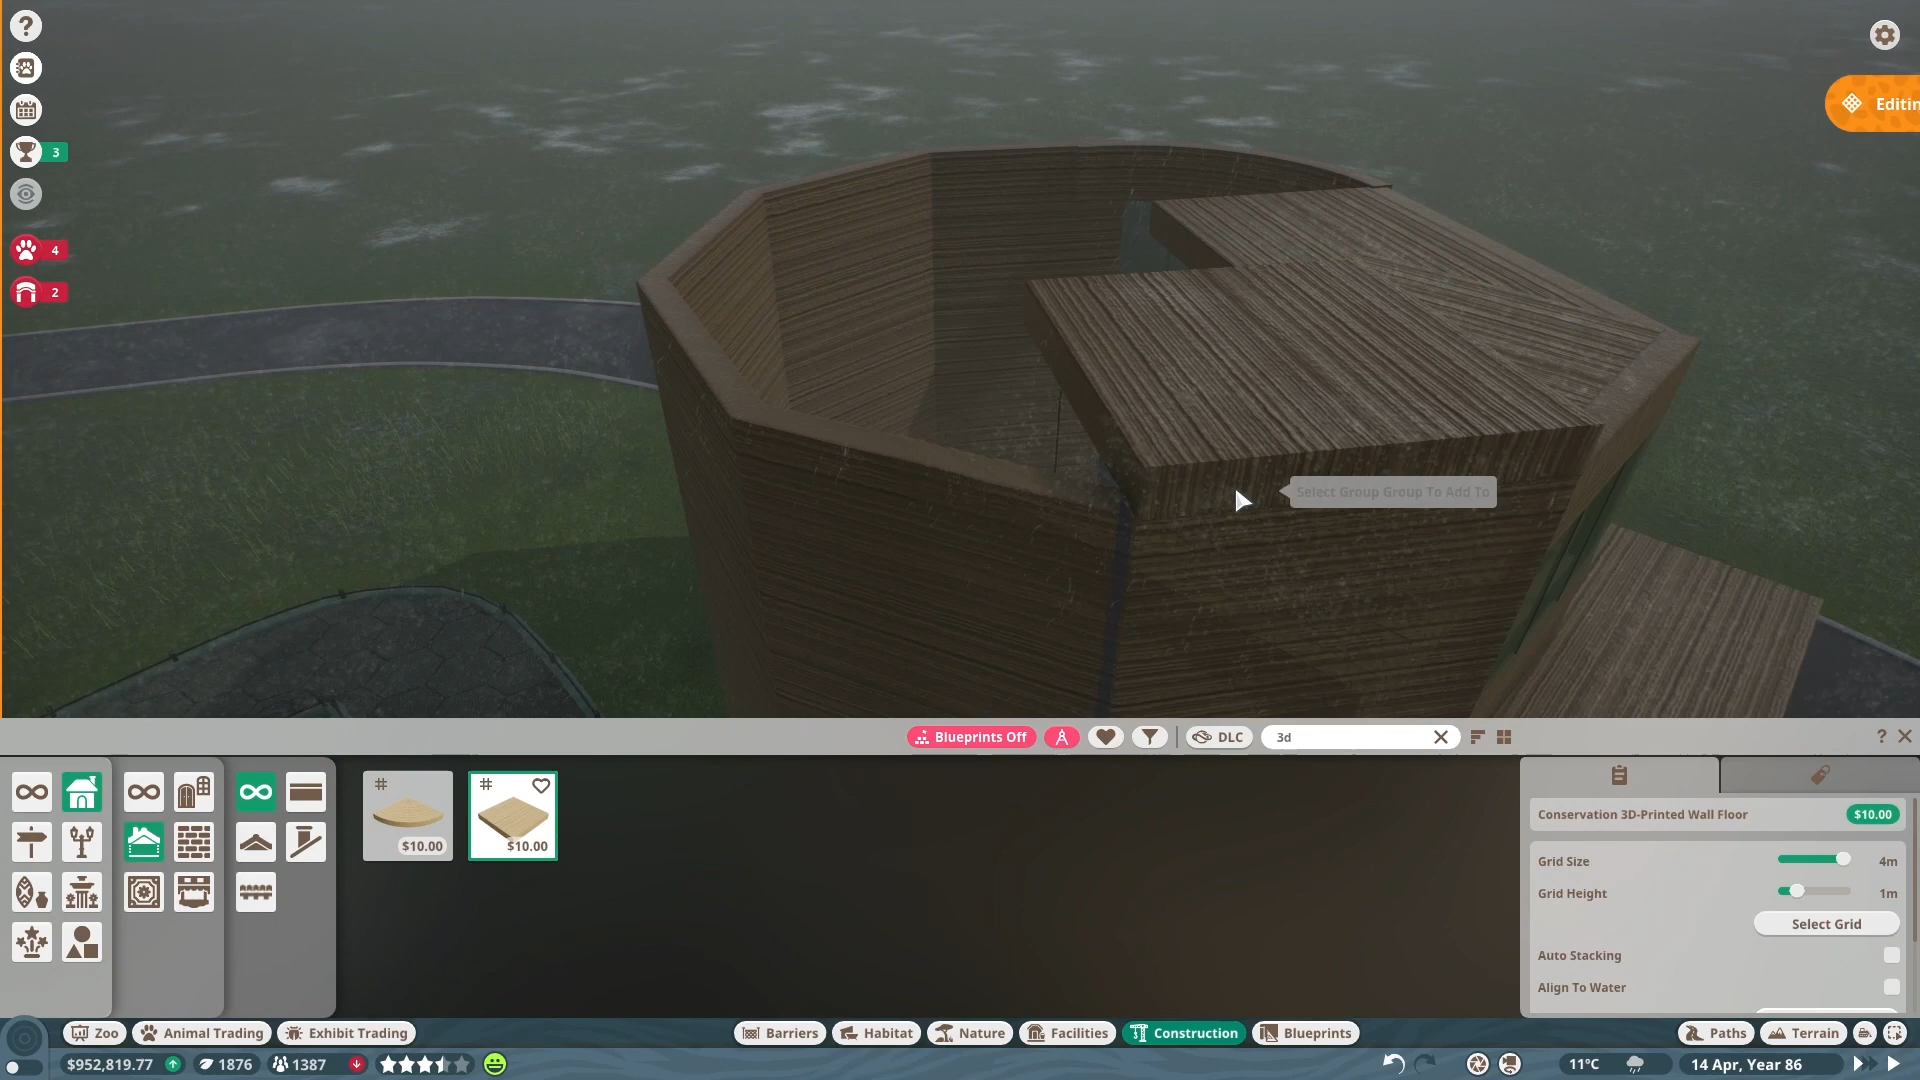 ?
Editin
3
4
2
Select Group Group To Add To
Blueprints Off
DLC
3d
?
$10.00
$10.00
Conservation 3D-Printed Wall Floor
$10.00
Grid Size
4m
Grid Height
1m
Select Grid
Auto Stacking
Align To Water
Zoo
Animal Trading
Exhibit Trading
Barriers
Habitat
Nature
Facilities
Construction
Blueprints
Paths
Terrain
$952,819.77
1876
1387
11°C
14 Apr, Year 86